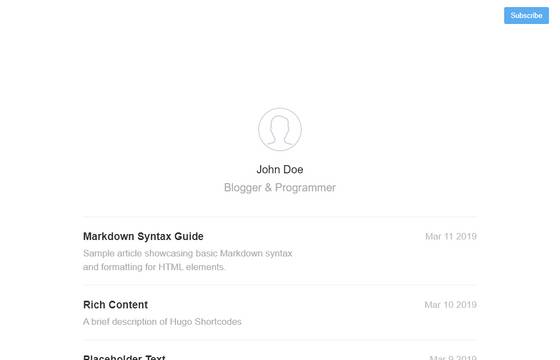 Subscribe
John Doe
Blogger & Programmer
Markdown Syntax Guide
Mar 11 2019
Sample article showcasing basic Markdown syntax
and formatting for HTML elements.
Rich Content
Mar 10 2019
A brief description of Hugo Shortcodes
Placeholder Text
Mar 9 2019